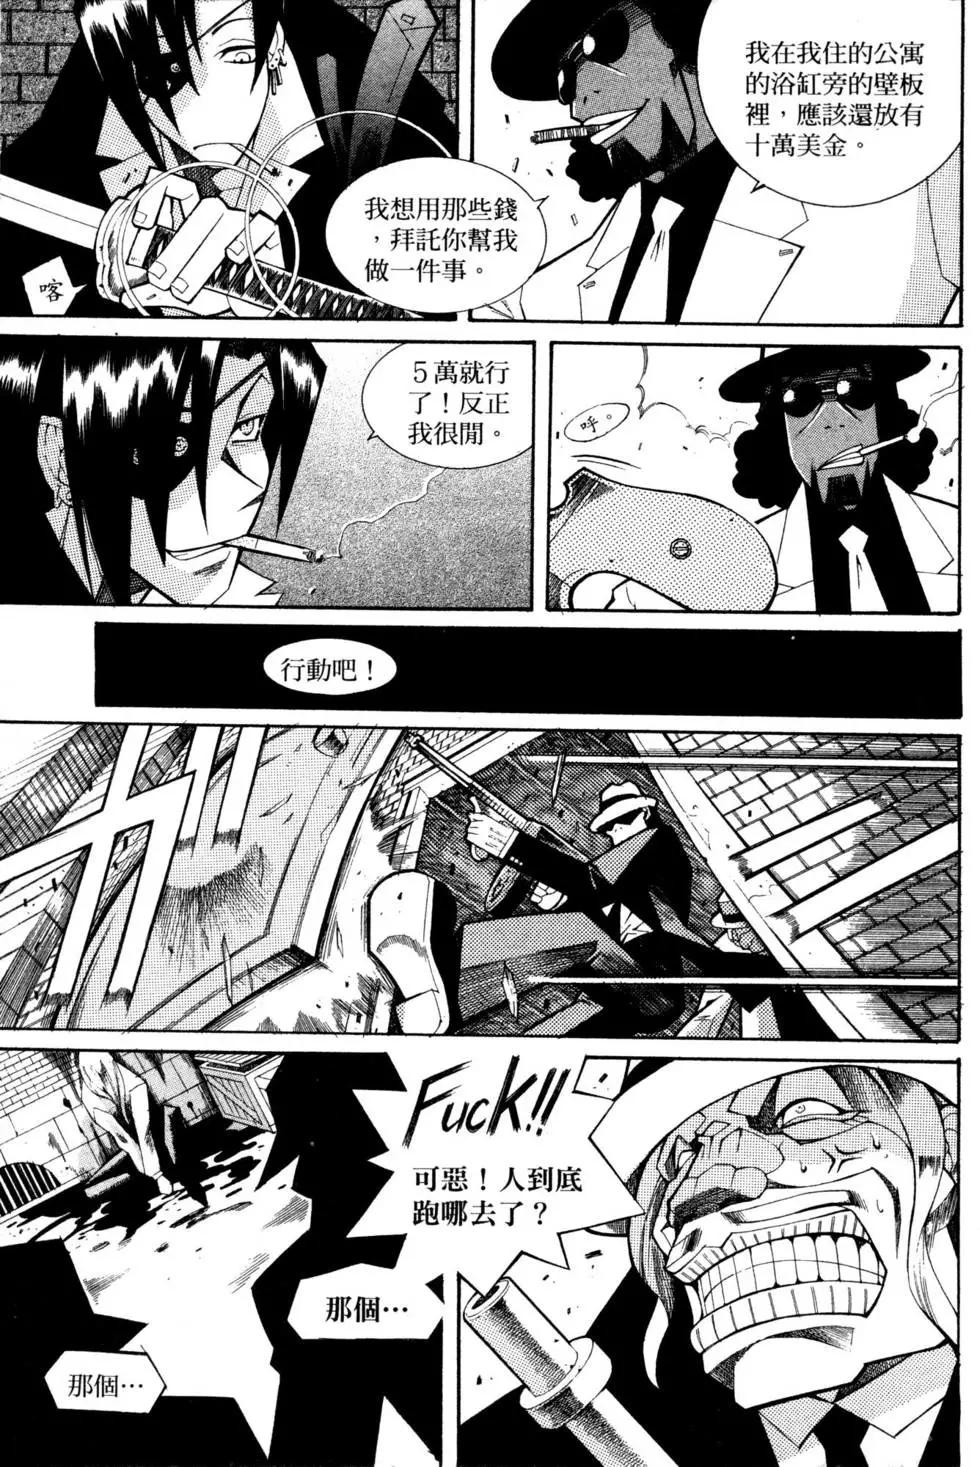 我在我住的公寓
的浴缸旁的壁板
裡，應該還放有
十萬美金。
我想用那些錢
，拜託你幫我
做一件事。
喀
呼。
5萬就行
了！反正
我很閒。
行動吧！
Fuck!!
可惡！人到底
跑哪去了？
那個…
那個…